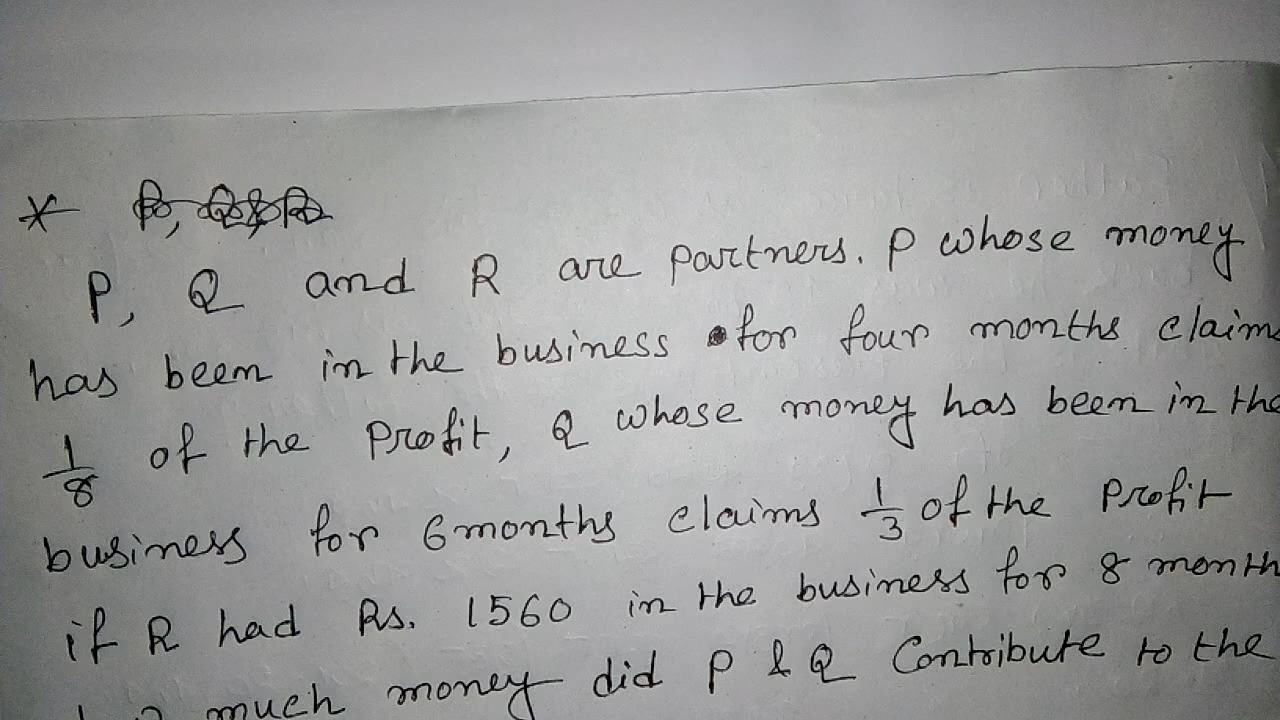 *
P, Q and R are partners. P whose money
has been in the business for four months claims
1/8 of the Profit, Q whose money has been in the
business for 6 months claims 1/3 of the Profit
if R had Rs. 1560 in the business for 8 month
much money did P & Q Contribute to the